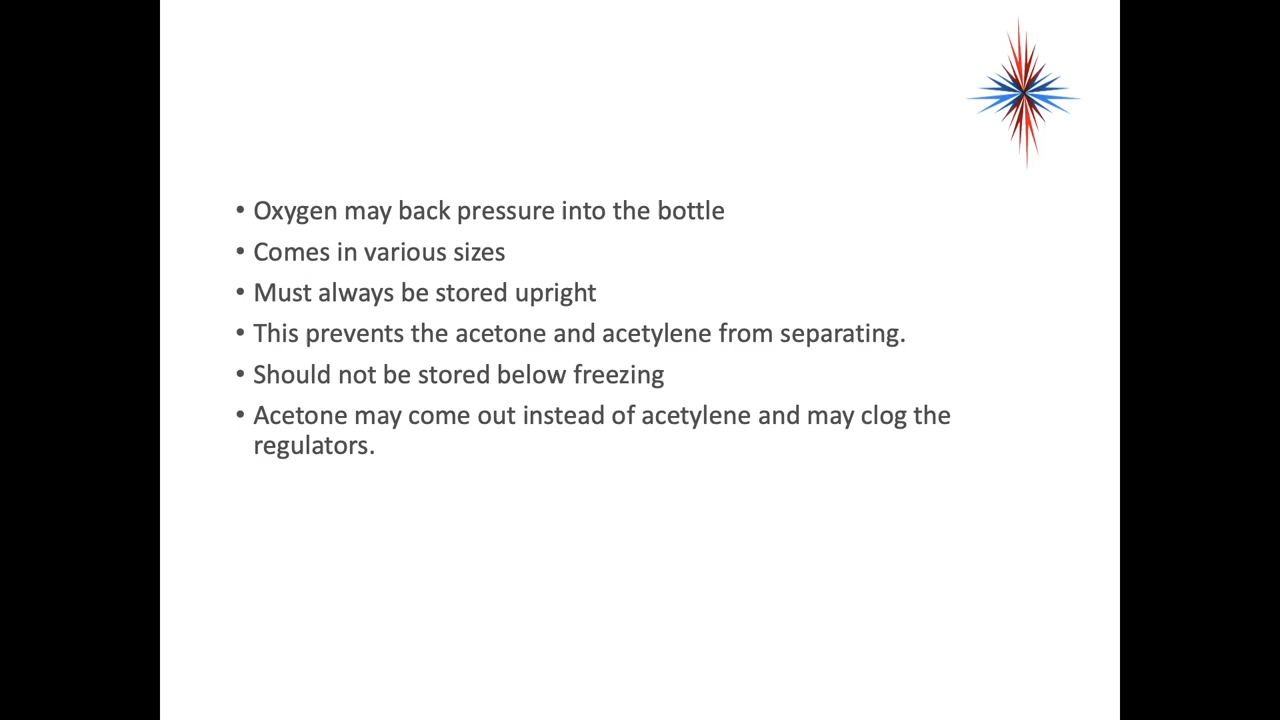 • Oxygen may back pressure into the bottle
• Comes in various sizes
• Must always be stored upright
• This prevents the acetone and acetylene from separating.
• Should not be stored below freezing
• Acetone may come out instead of acetylene and may clog the
regulators.